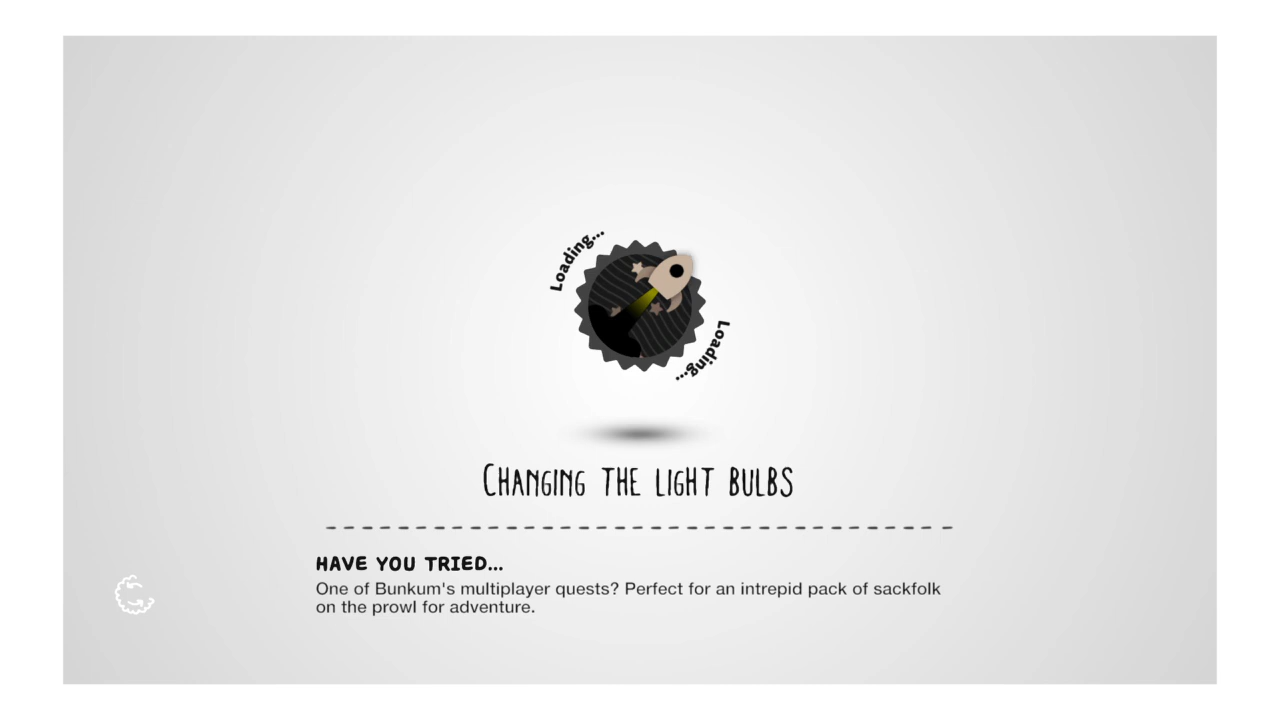 Loading...
Loading...
CHANGING THE LIGHT BULBS
HAVE YOU TRIED...
One of Bunkum's multiplayer quests? Perfect for an intrepid pack of sackfolk
on the prowl for adventure.